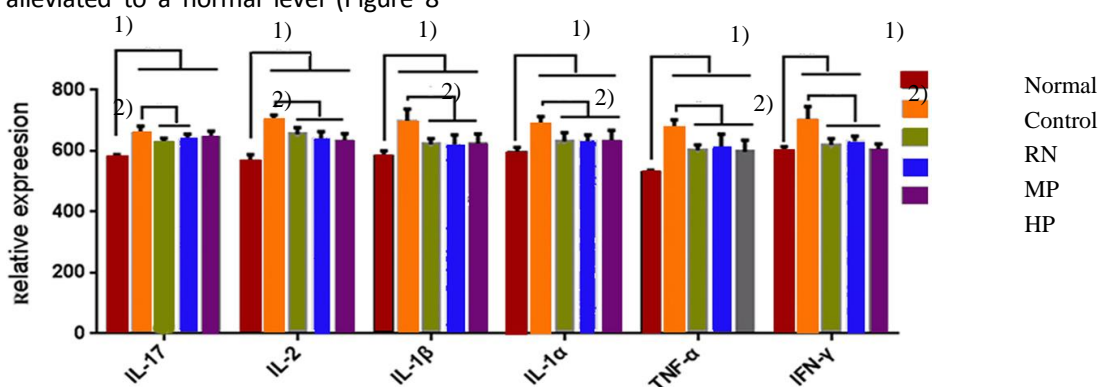 alleviated to a normal level (Figure 8
1) 1) 1) 1) 1) 1)
2) 2) 2) 2) 2) 2)
Relative expreession
800
600
400
200
0
IL-17 IL-2 IL-1β IL-1α TNF-α IFN-γ
Normal
Control
RN
MP
HP